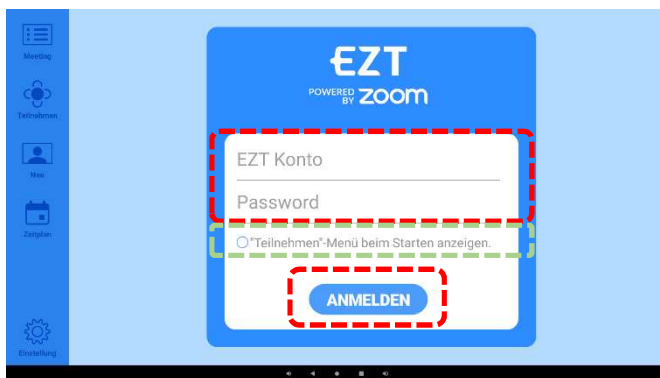 Meeting
Teilnehmen
Neu
Zeitplan
Einstellung
EZT
POWERED BY zoom
EZT Konto
Password
"Teilnehmen"-Menü beim Starten anzeigen.
ANMELDEN